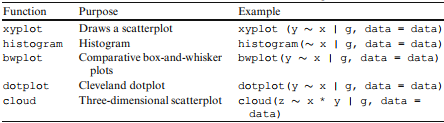 Function Purpose Example
xyplot Draws a scatterplot xyplot (y ~ x | g, data = data)
histogram Histogram histogram(~ x | g, data = data)
bwplot Comparative box-and-whisker bwplot(y ~ x | g, data = data)
plots
dotplot Cleveland dotplot dotplot(y ~ x | g, data = data)
cloud Three-dimensional scatterplot cloud(z ~ x * y | g, data =
data)